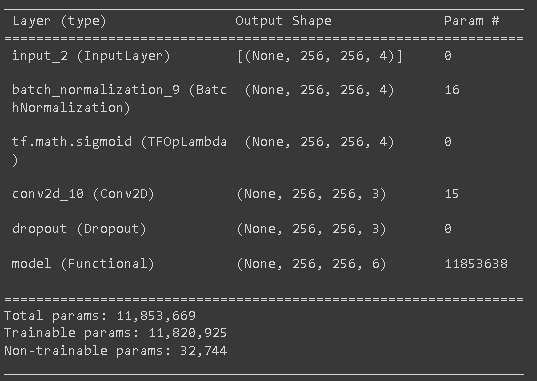 Layer (type) Output Shape Param #
input_2 (InputLayer) [(None, 256, 256, 4)] 0
batch_normalization_9 (Batc (None, 256, 256, 4) 16
hNormalization)
tf.math.sigmoid (TFOpLambda (None, 256, 256, 4) 0
)
conv2d_10 (Conv2D) (None, 256, 256, 3) 15
dropout (Dropout) (None, 256, 256, 3) 0
model (Functional) (None, 256, 256, 6) 11853638
Total params: 11,853,669
Trainable params: 11,820,925
Non-trainable params: 32,744